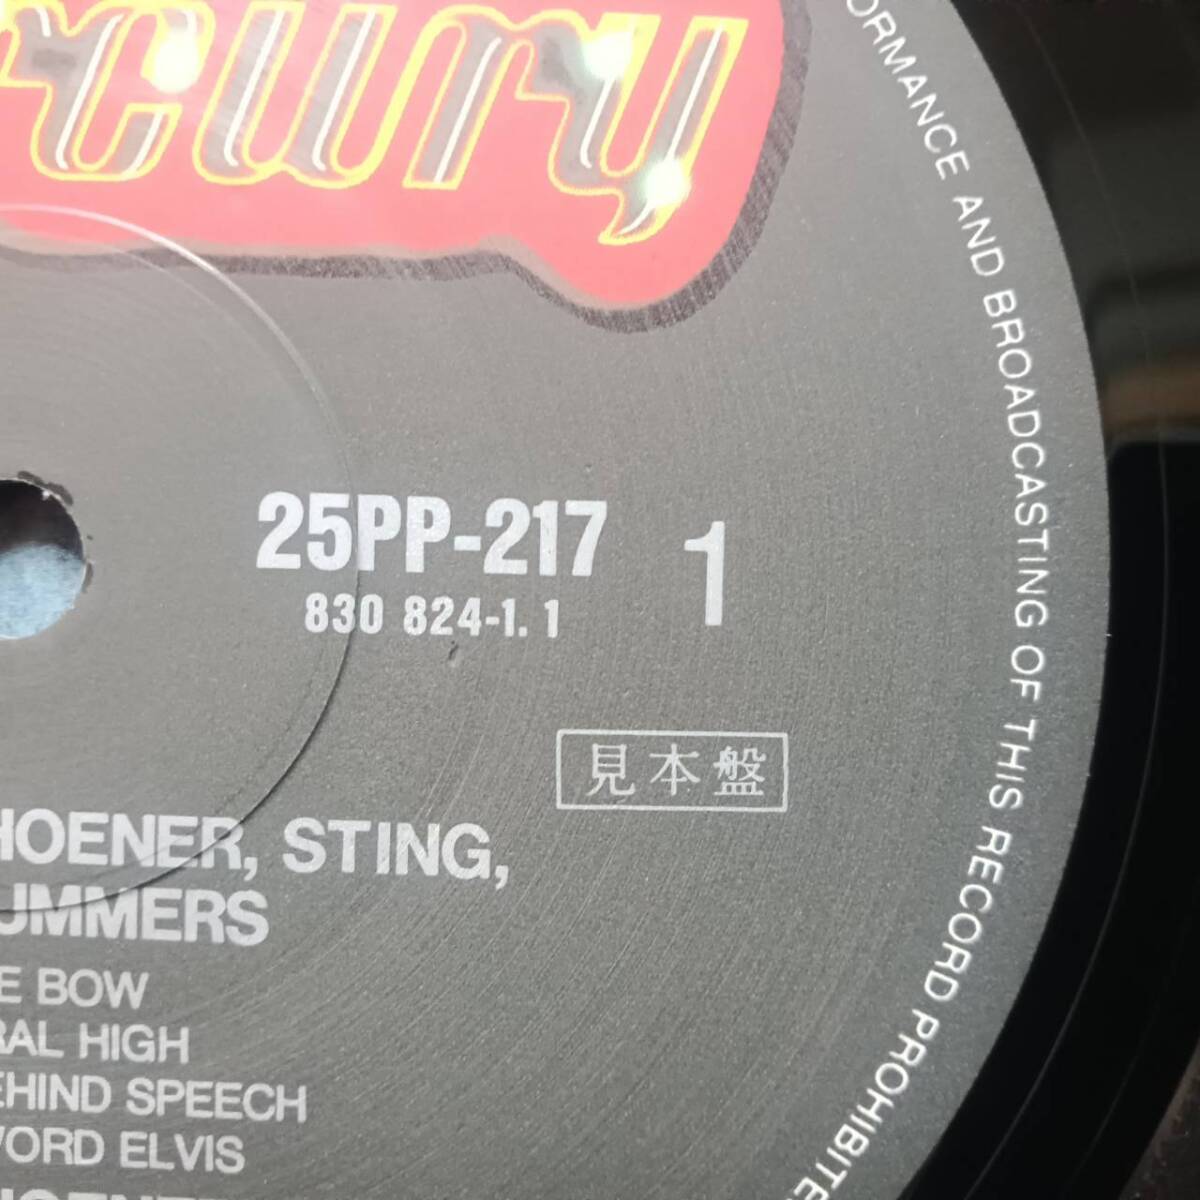 rcury
ORMANCE AND BROADCASTING OF THIS RECORD PROHIBITE
25PP-217 1
830 824-1.1
見本盤
HOENER, STING,
UMMERS
E BOW
RAL HIGH
EHIND SPEECH
WORD ELVIS